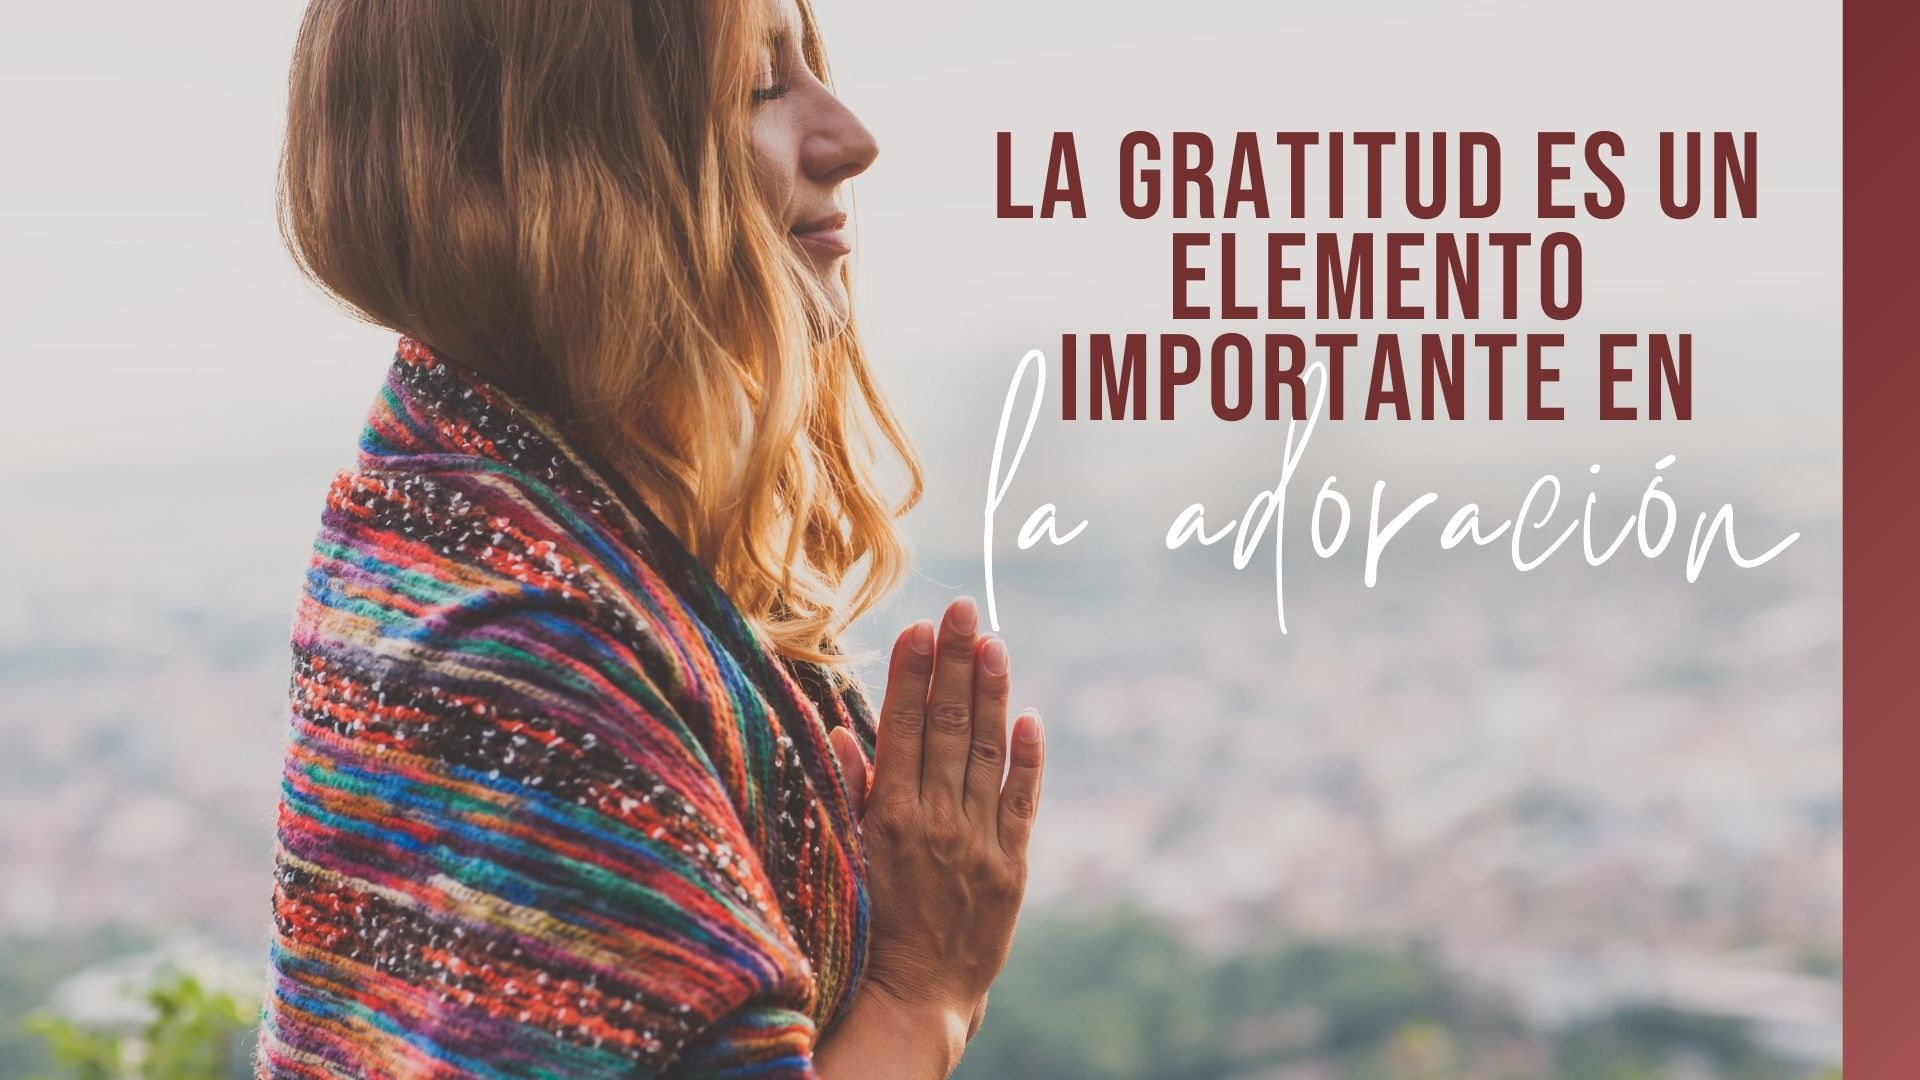 LA GRATITUD ES UN
ELEMENTO
IMPORTANTE EN
la adoración